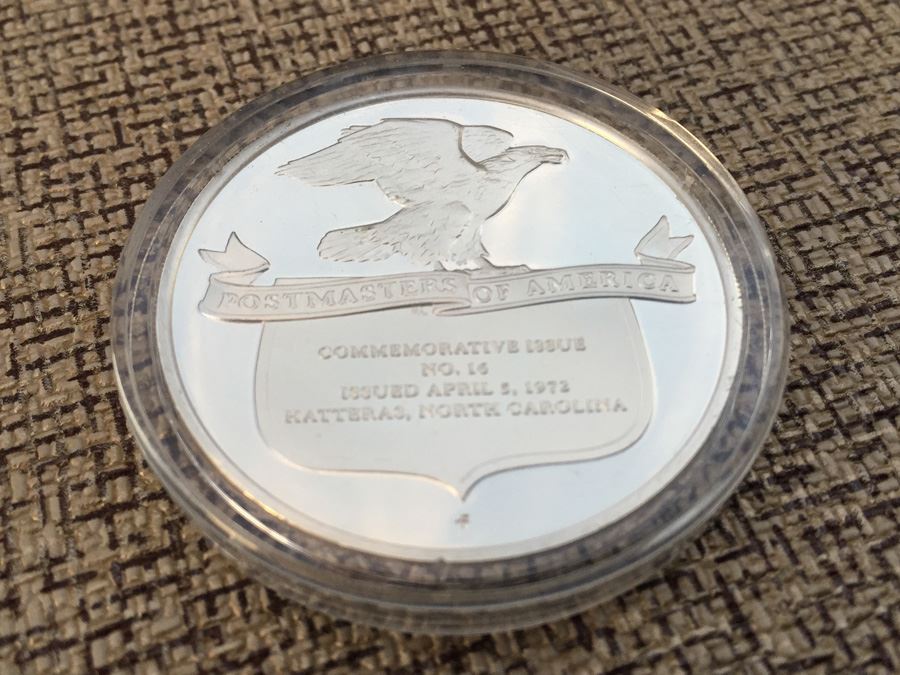 POSTMASTERS OF AMERICA
COMMEMORATIVE ISSUE
NO. 16
ISSUED APRIL 5, 1972
HATTERAS, NORTH CAROLINA